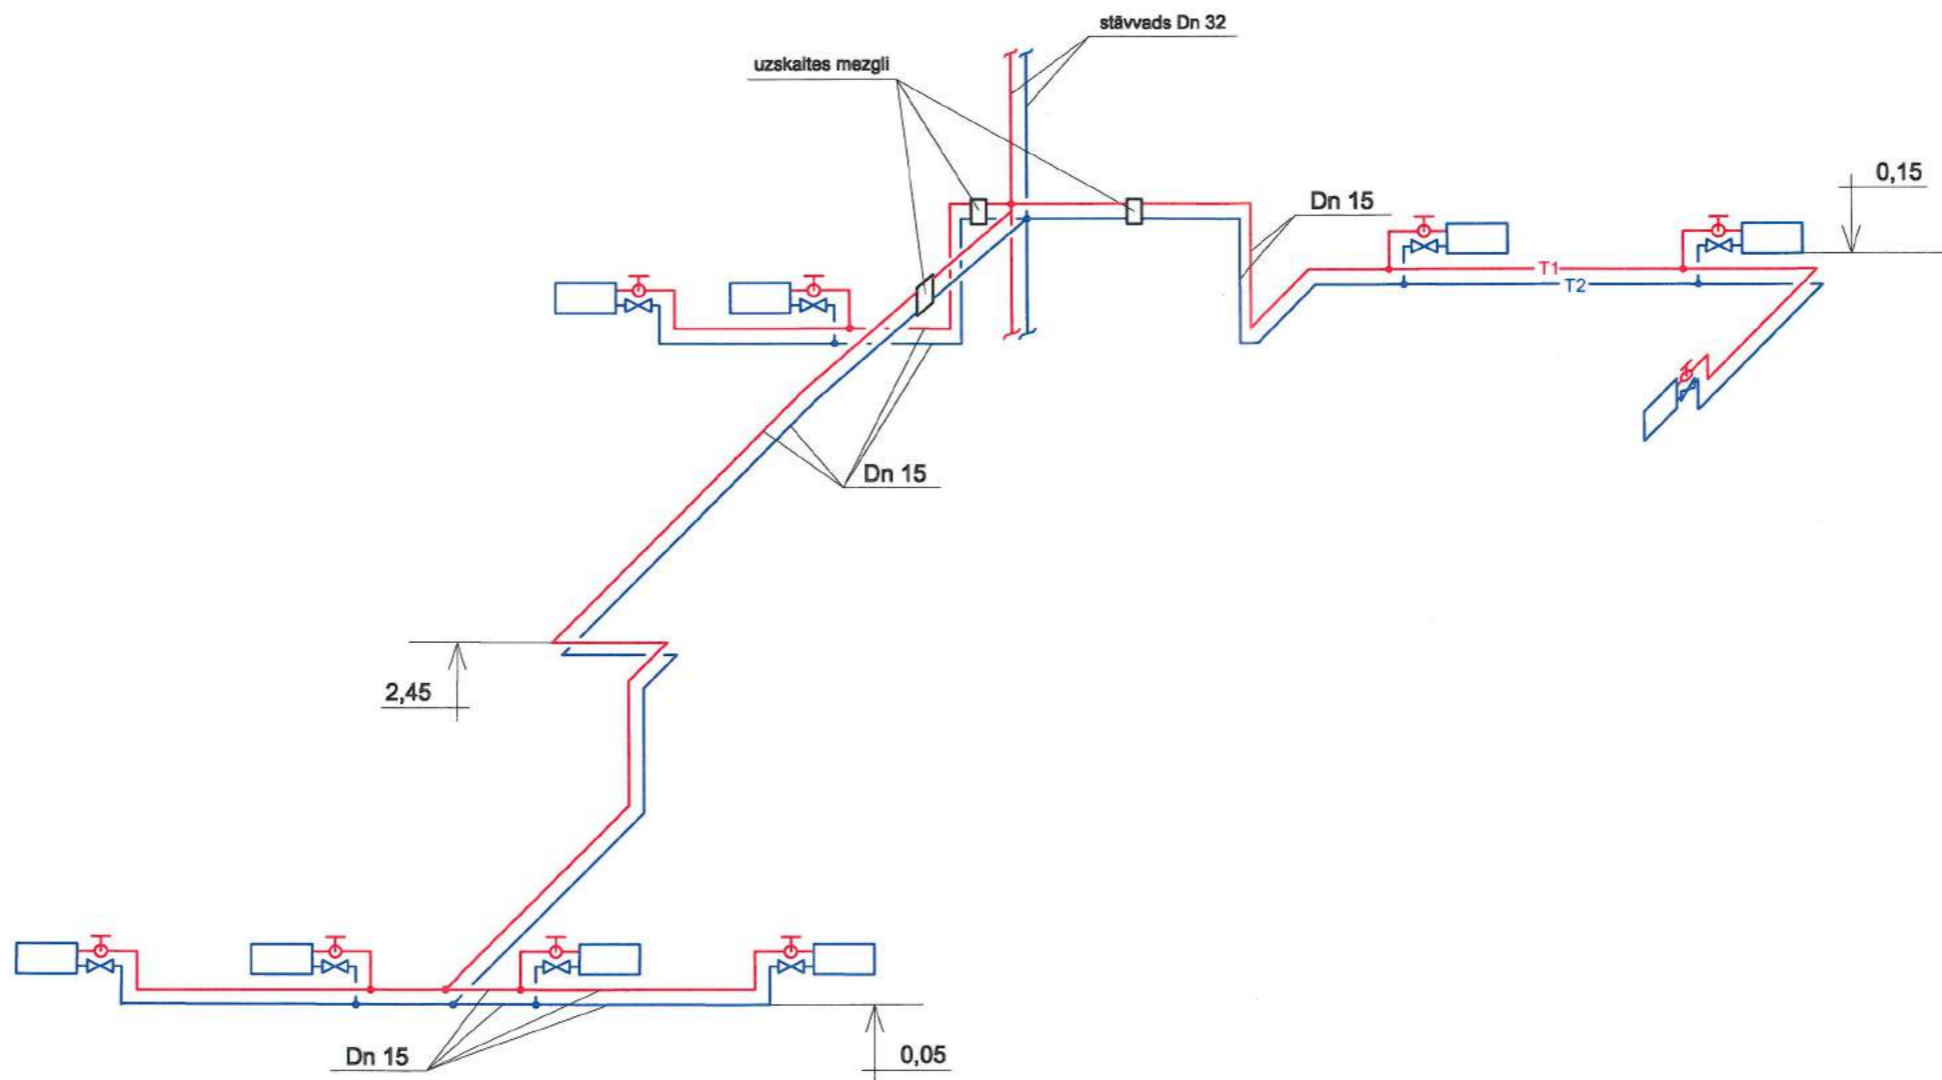 stāvvads Dn 32
uzskaites mezgli
0,15
Dn 15
T1
T2
Dn 15
2,45
Dn 15
0,05